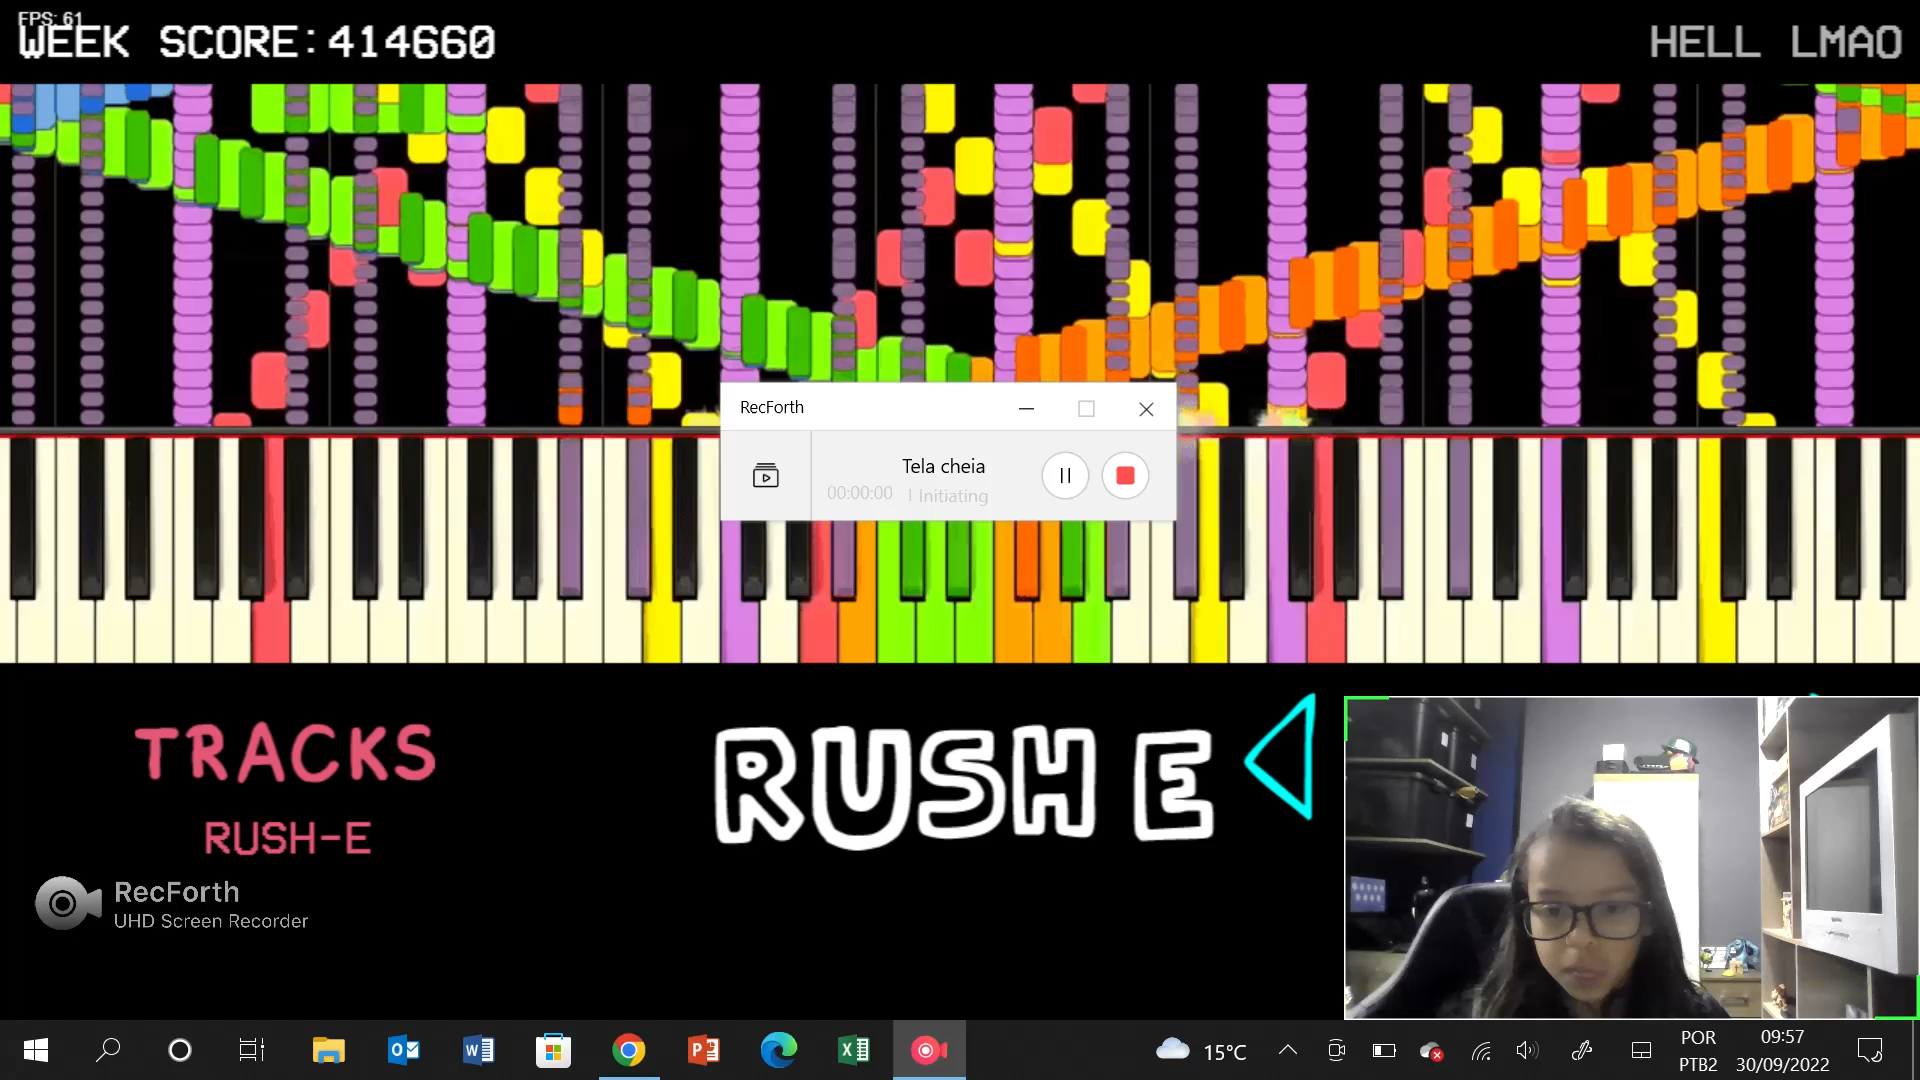 FPS: 61
WEEK SCORE:414660
HELL LMAO
RecForth
Tela cheia
00:00:00 | Initiating
TRACKS
RUSH-E
RUSH E
RecForth
UHD Screen Recorder
15°C
POR
PTB2
09:57
30/09/2022